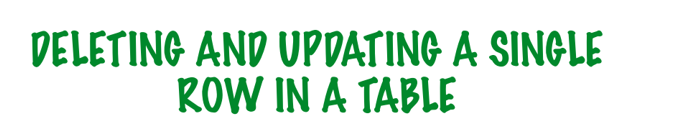 DELETING AND UPDATING A SINGLE
ROW IN A TABLE